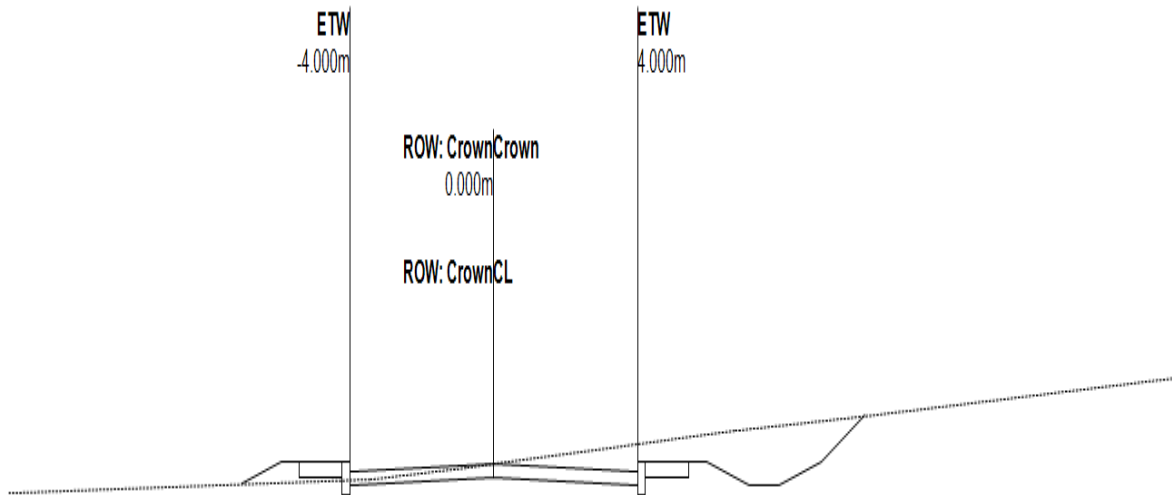 ETW
-4.000m
ETW
4.000m
ROW: CrownCrown
0.000m
ROW: CrownCL